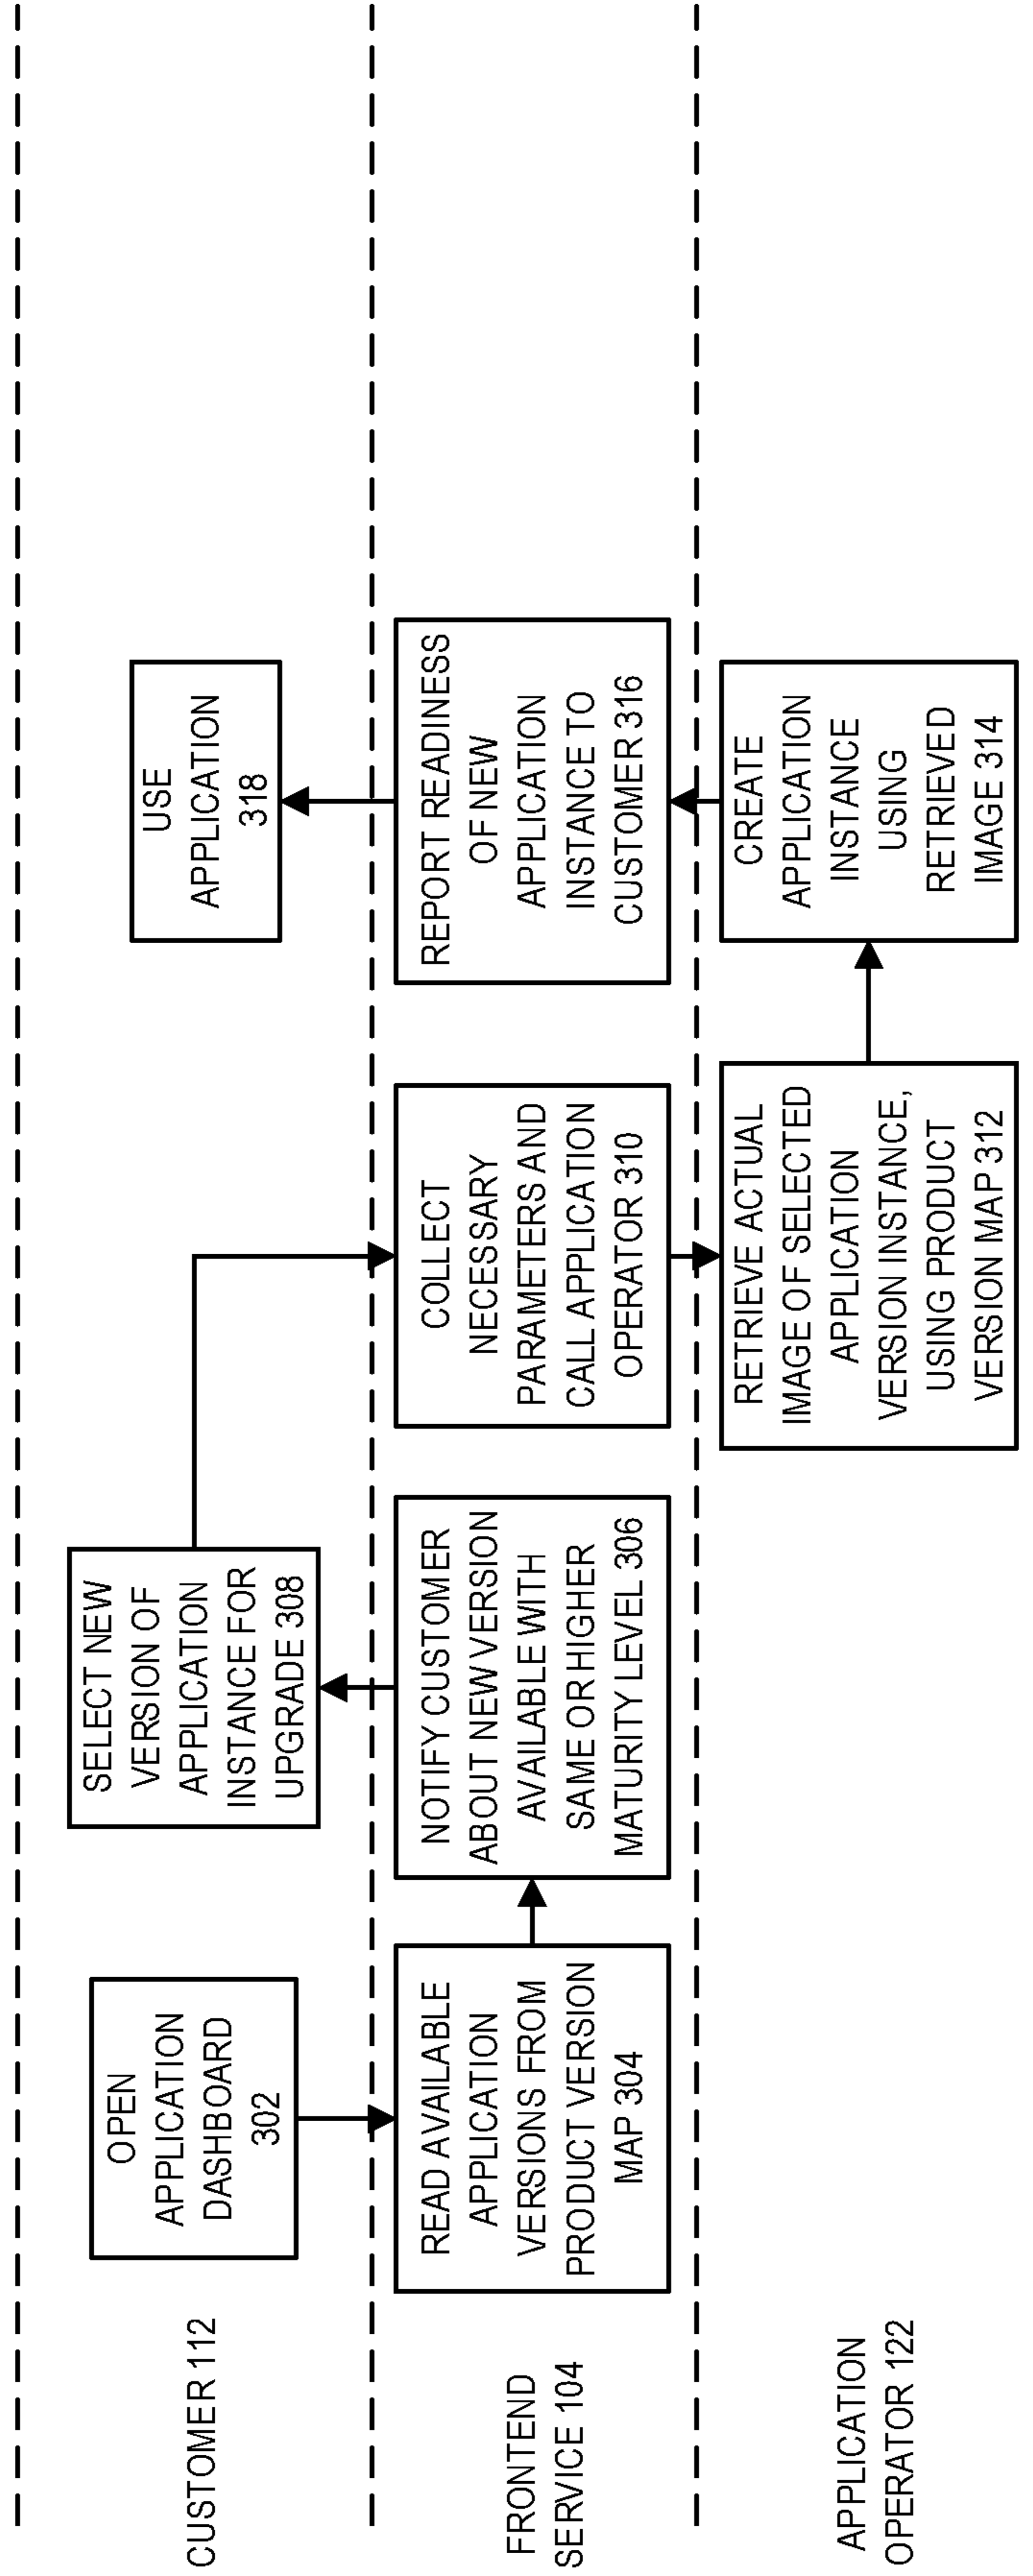 CUSTOMER 112
OPEN
APPLICATION
DASHBOARD
302
SELECT NEW
VERSION OF
APPLICATION
INSTANCE FOR
UPGRADE 308
USE
APPLICATION
318
FRONTEND
SERVICE 104
READ AVAILABLE
APPLICATION
VERSIONS FROM
PRODUCT VERSION
MAP 304
NOTIFY CUSTOMER
ABOUT NEW VERSION
AVAILABLE WITH
SAME OR HIGHER
MATURITY LEVEL 306
COLLECT
NECESSARY
PARAMETERS AND
CALL APPLICATION
OPERATOR 310
REPORT READINESS
OF NEW
APPLICATION
INSTANCE TO
CUSTOMER 316
APPLICATION
OPERATOR 122
RETRIEVE ACTUAL
IMAGE OF SELECTED
APPLICATION
VERSION INSTANCE,
USING PRODUCT
VERSION MAP 312
CREATE
APPLICATION
INSTANCE
USING
RETRIEVED
IMAGE 314